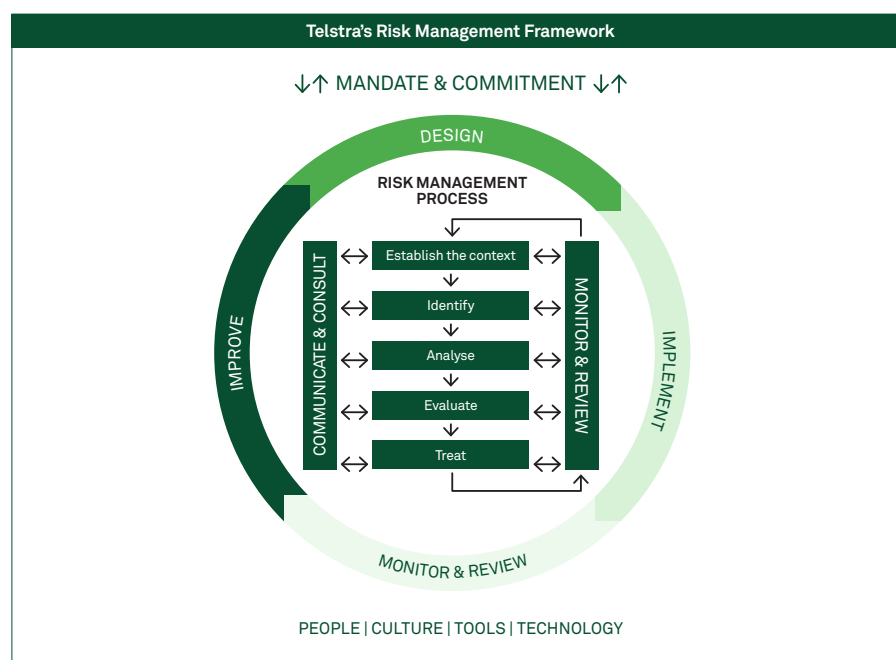 Telstra's Risk Management Framework
↓↑ MANDATE & COMMITMENT ↓↑
DESIGN
RISK MANAGEMENT
PROCESS
Establish the context
Identify
Analyse
Evaluate
Treat
COMMUNICATE & CONSULT
MONITOR & REVIEW
IMPROVE
IMPLEMENT
MONITOR & REVIEW
PEOPLE | CULTURE | TOOLS | TECHNOLOGY